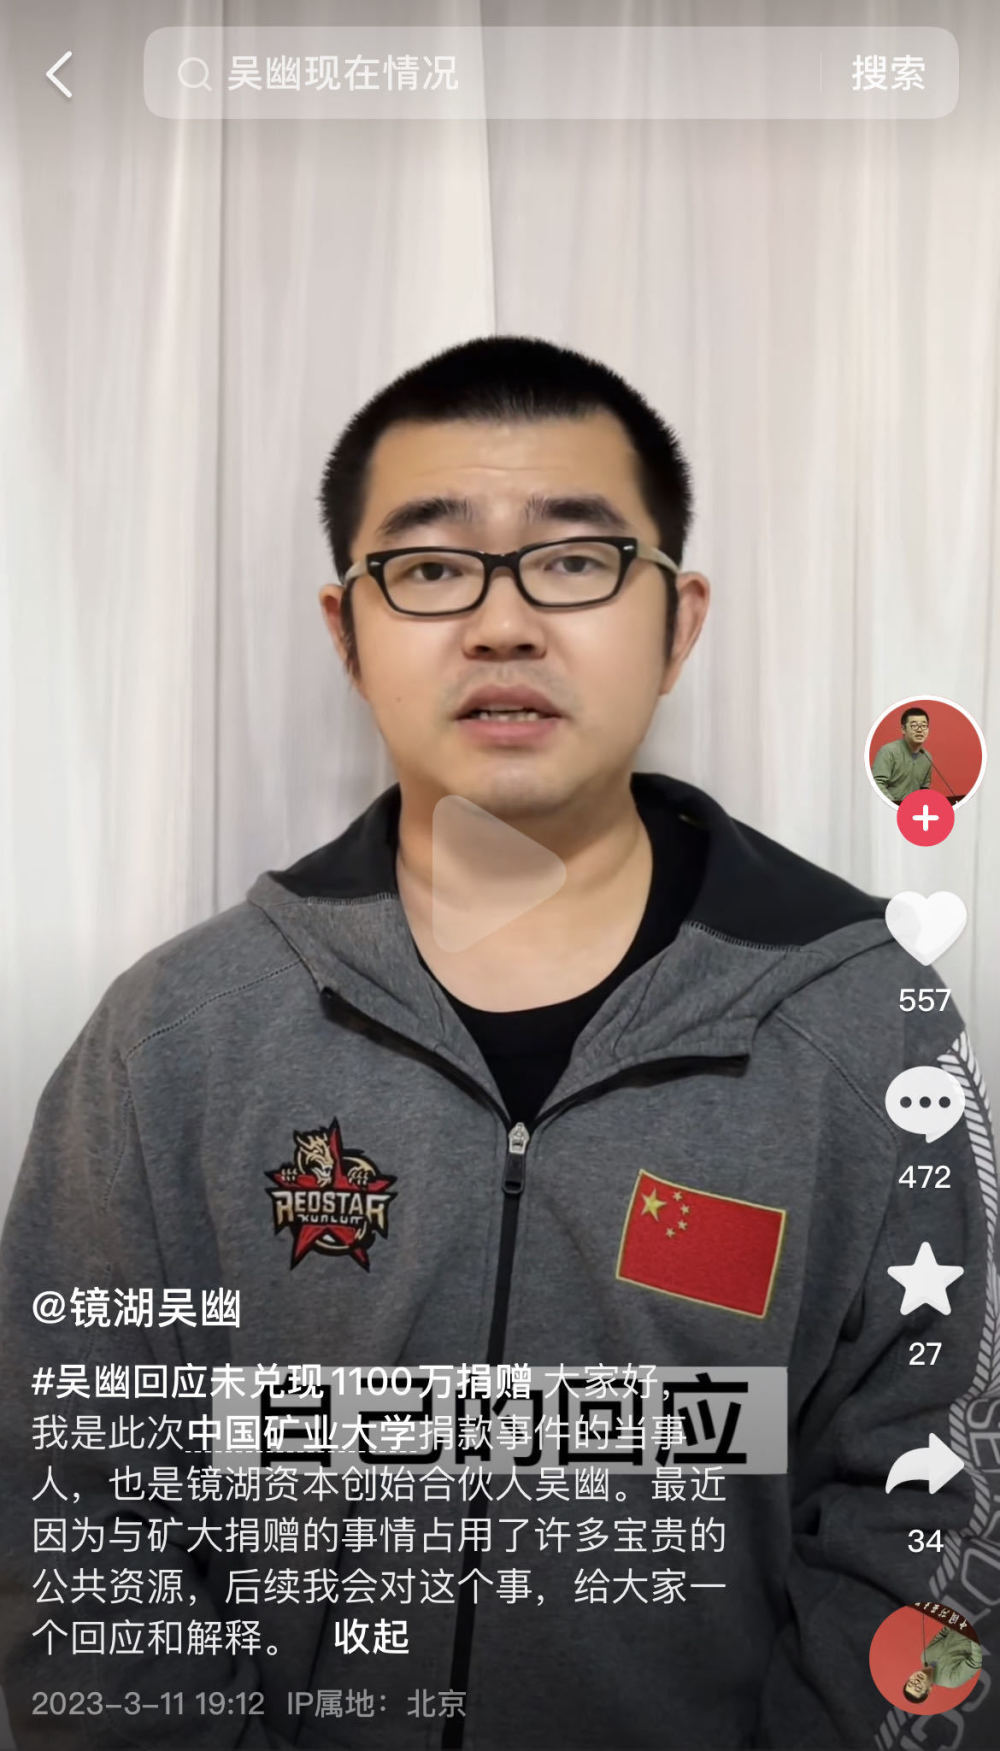 吴幽现在情况 搜索
557
REDSTAR
KUNLUN
472
@镜湖吴幽
27
自己的回应
#吴幽回应未兑现1100万捐赠 大家好，
我是此次中国矿业大学捐款事件的当事
人，也是镜湖资本创始合伙人吴幽。最近
因为与矿大捐赠的事情占用了许多宝贵的
公共资源，后续我会对这个事，给大家一
个回应和解释。 收起
34
2023-3-11 19:12 IP属地：北京